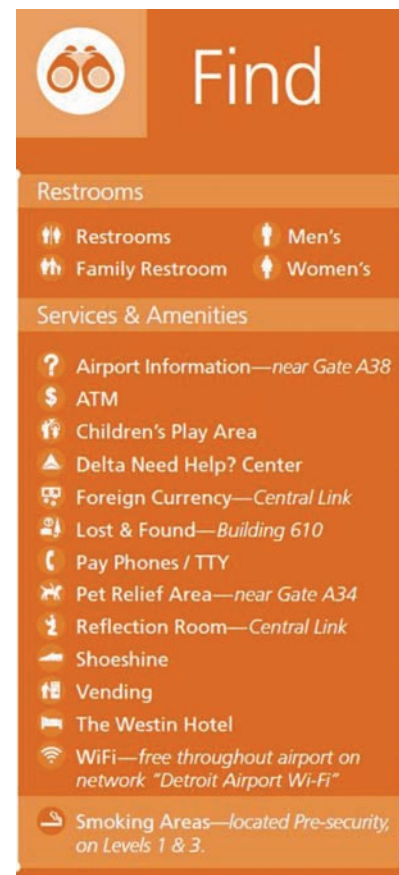 Find
Restrooms
Restrooms
Men's
Family Restroom
Women's
Services & Amenities
? Airport Information—near Gate A38
$ ATM
Children's Play Area
Delta Need Help? Center
Foreign Currency—Central Link
Lost & Found—Building 610
Pay Phones / TTY
Pet Relief Area—near Gate A34
Reflection Room—Central Link
Shoeshine
Vending
The Westin Hotel
WiFi—free throughout airport on
network "Detroit Airport Wi-Fi"
Smoking Areas—located Pre-security,
on Levels 1 & 3.